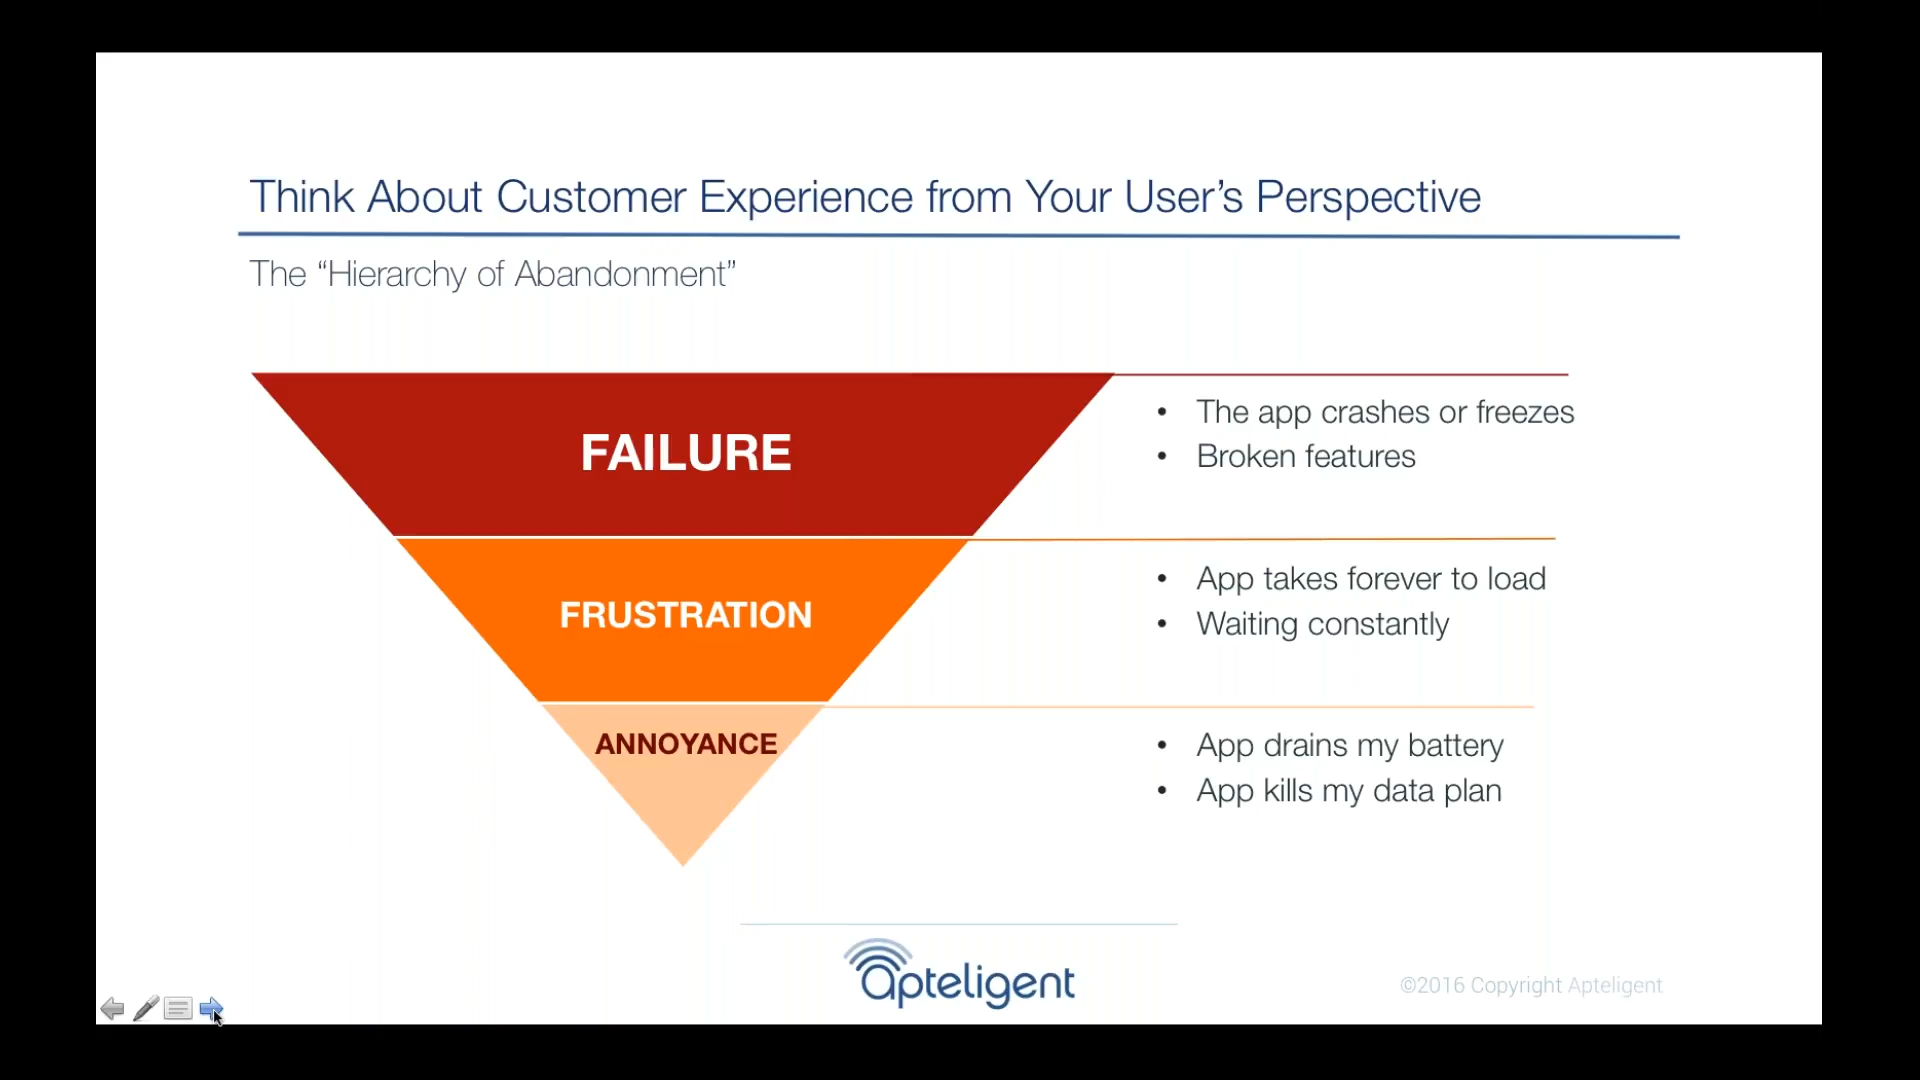 Think About Customer Experience from Your User’s Perspective
The “Hierarchy of Abandonment”
FAILURE
• The app crashes or freezes
• Broken features
FRUSTRATION
• App takes forever to load
• Waiting constantly
ANNOYANCE
• App drains my battery
• App kills my data plan
apteligent
©2016 Copyright Apteligent